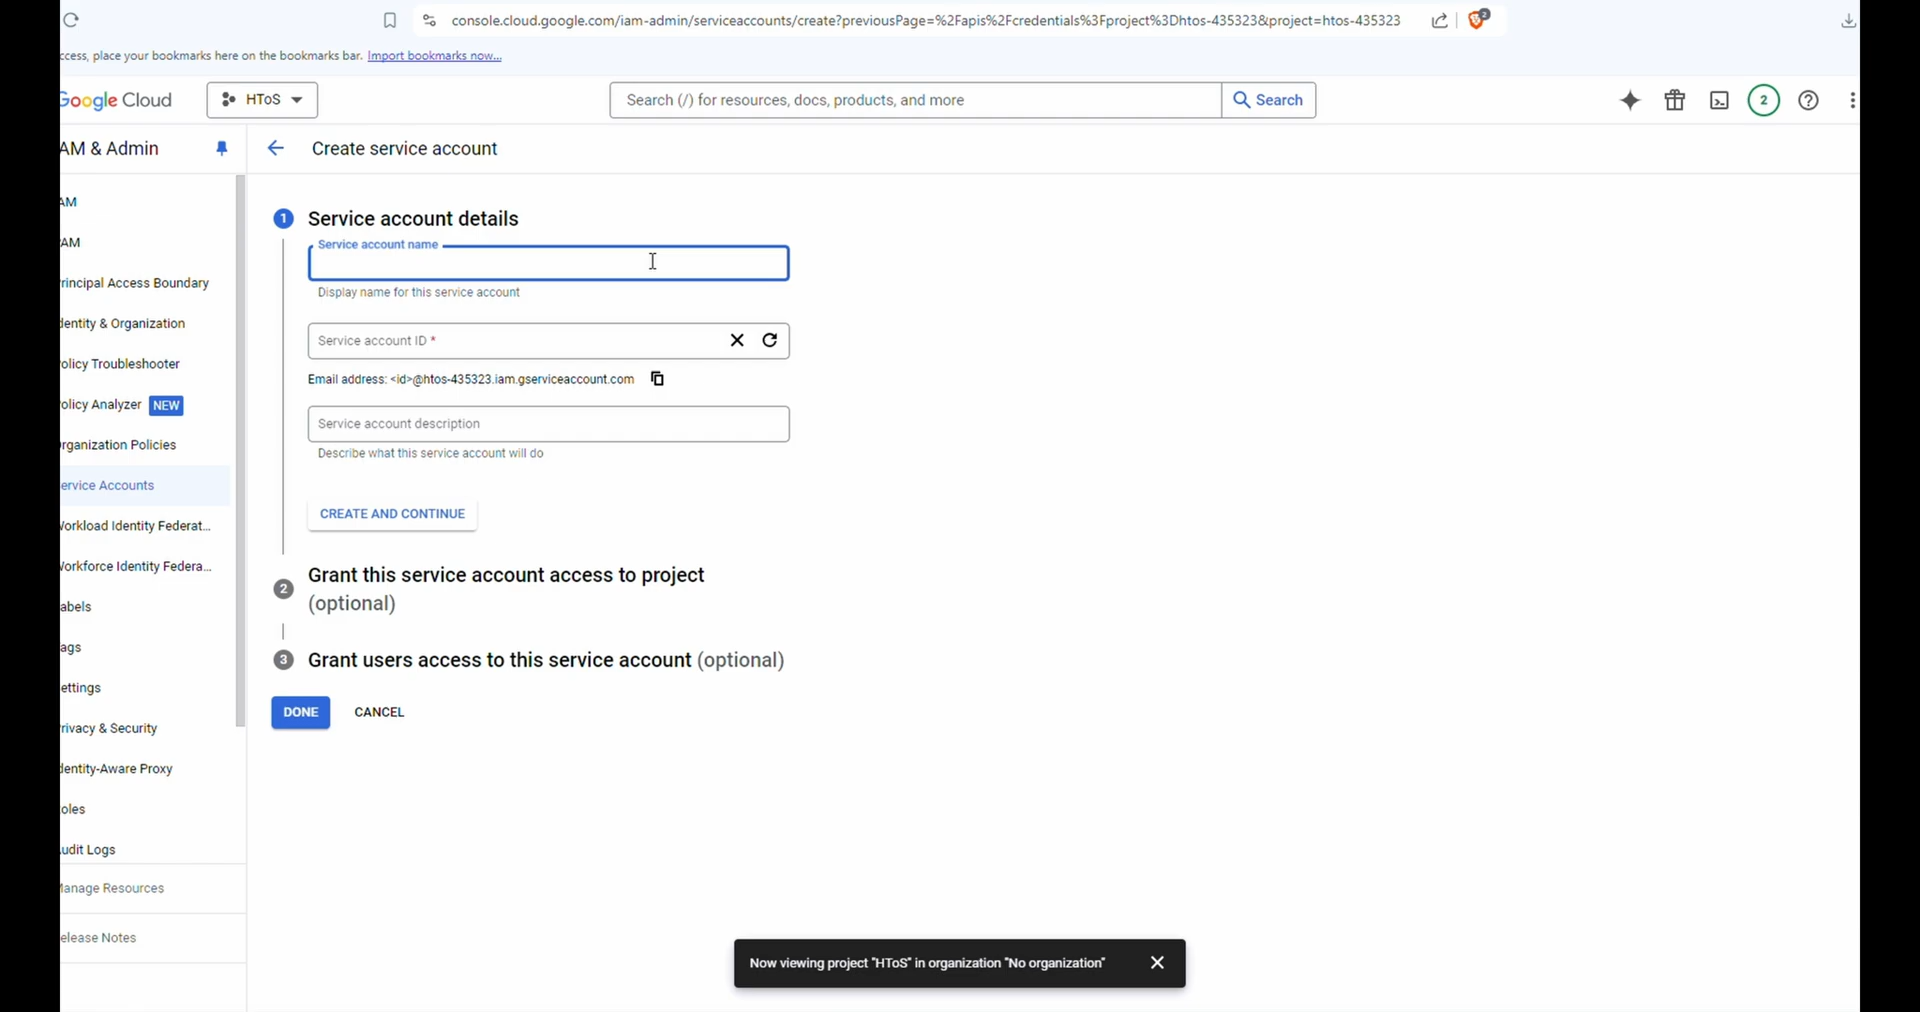 console.cloud.google.com/iam-admin/serviceaccounts/create?previousPage=%2Fapis%2Fcredentials%3Fproject%3Dhtos-435323&project=htos-435323
2
ccess, place your bookmarks here on the bookmarks bar. Import bookmarks now...
Google Cloud
HToS
Search (/) for resources, docs, products, and more
Search
2
AM & Admin
Create service account
AM
AM
rincipal Access Boundary
dentity & Organization
olicy Troubleshooter
olicy Analyzer NEW
rganization Policies
ervice Accounts
Workload Identity Federat...
Workforce Identity Federa...
abels
ags
ettings
rivacy & Security
dentity-Aware Proxy
oles
udit Logs
Manage Resources
elease Notes
1 Service account details
Service account name
Display name for this service account
Service account ID *
Email address: <id>@htos-435323.iam.gserviceaccount.com
Service account description
Describe what this service account will do
CREATE AND CONTINUE
2 Grant this service account access to project
(optional)
3 Grant users access to this service account (optional)
DONE CANCEL
Now viewing project "HToS" in organization "No organization"